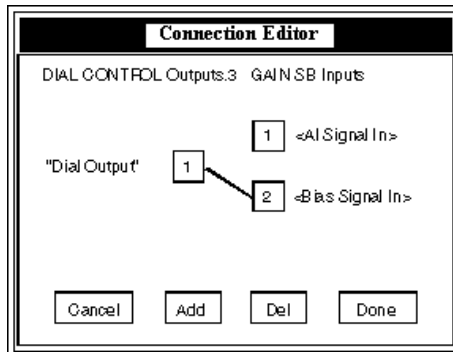 Connection Editor
DIAL CONTROL Outputs.3 GAIN SB Inputs
1 <AI Signal In>
"Dial Output" 1
2 <Bias Signal In>
Cancel Add Del Done